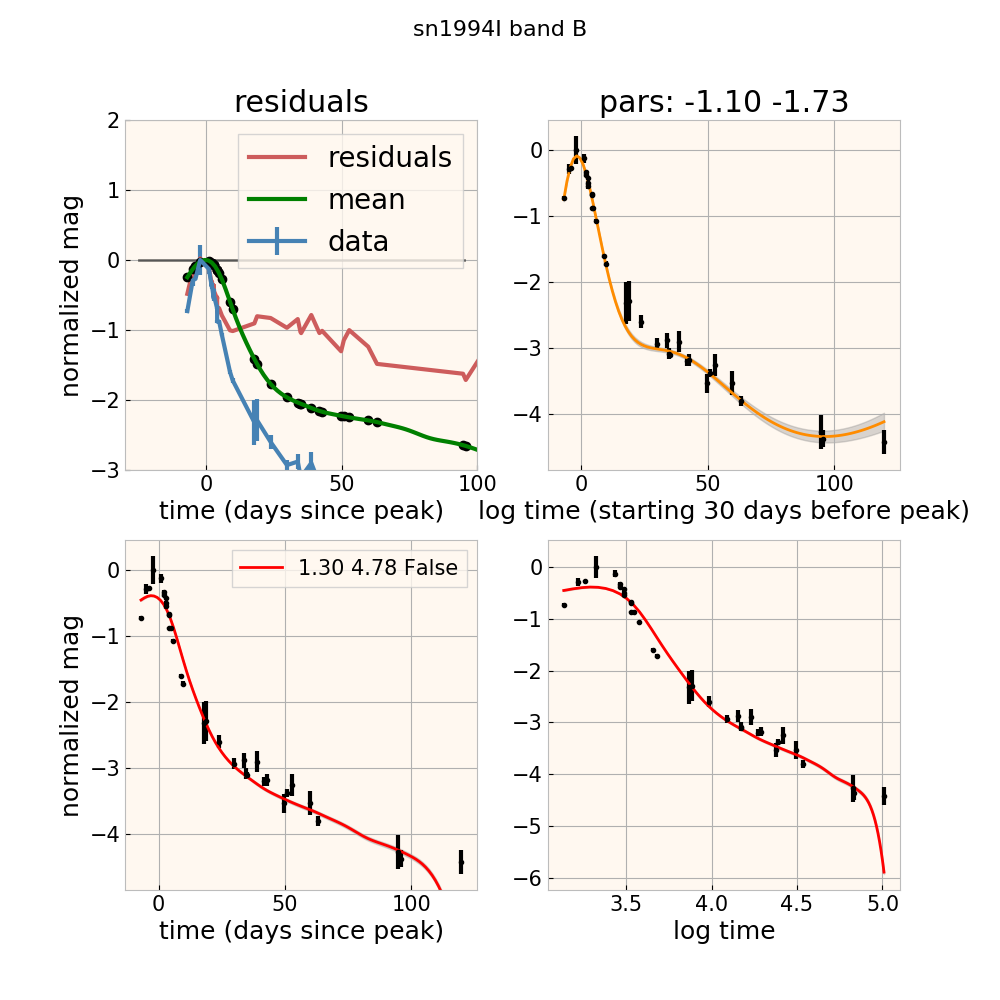 sn1994I band B
residuals
pars: -1.10 -1.73
2
1
0
−1
−2
−3
normalized mag
residuals
mean
data
0
50
100
time (days since peak)
0
−1
−2
−3
−4
0
50
100
log time (starting 30 days before peak)
0
−1
−2
−3
−4
normalized mag
1.30 4.78 False
0
50
100
time (days since peak)
0
−1
−2
−3
−4
−5
−6
3.5
4.0
4.5
5.0
log time